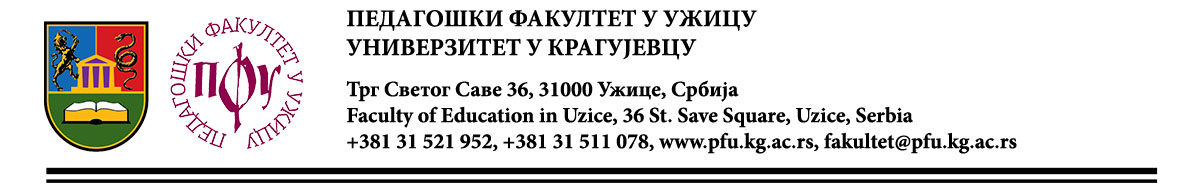 ПЕДАГОШКИ ФАКУЛТЕТ У УЖИЦУ
ПФУ
ПЕДАГОШКИ ФАКУЛТЕТ У УЖИЦУ
УНИВЕРЗИТЕТ У КРАГУЈЕВЦУ
Трг Светог Саве 36, 31000 Ужице, Србија
Faculty of Education in Uzice, 36 St. Save Square, Uzice, Serbia
+381 31 521 952, +381 31 511 078, www.pfu.kg.ac.rs, fakultet@pfu.kg.ac.rs